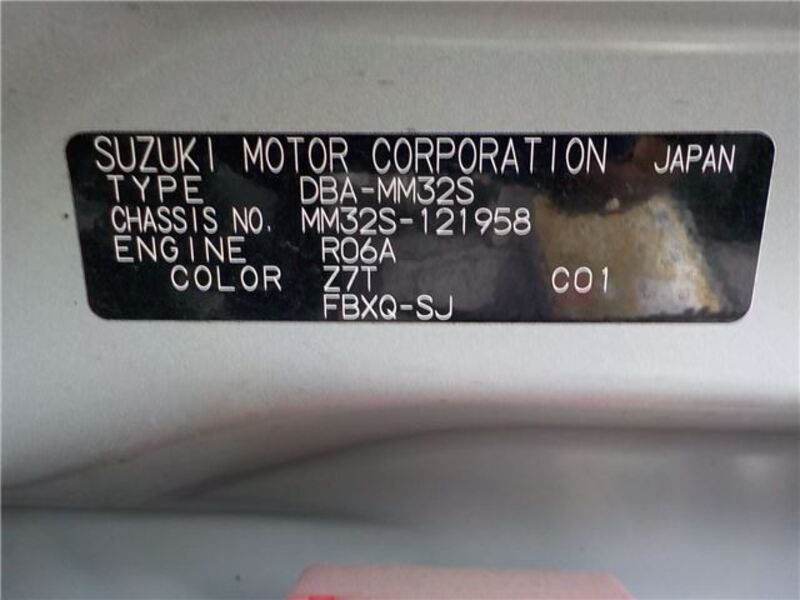 SUZUKI MOTOR CORPORATION JAPAN
TYPE DBA-MM32S
CHASSIS NO. MM32S-121958
ENGINE R06A
COLOR Z7T C01
FBXQ-SJ